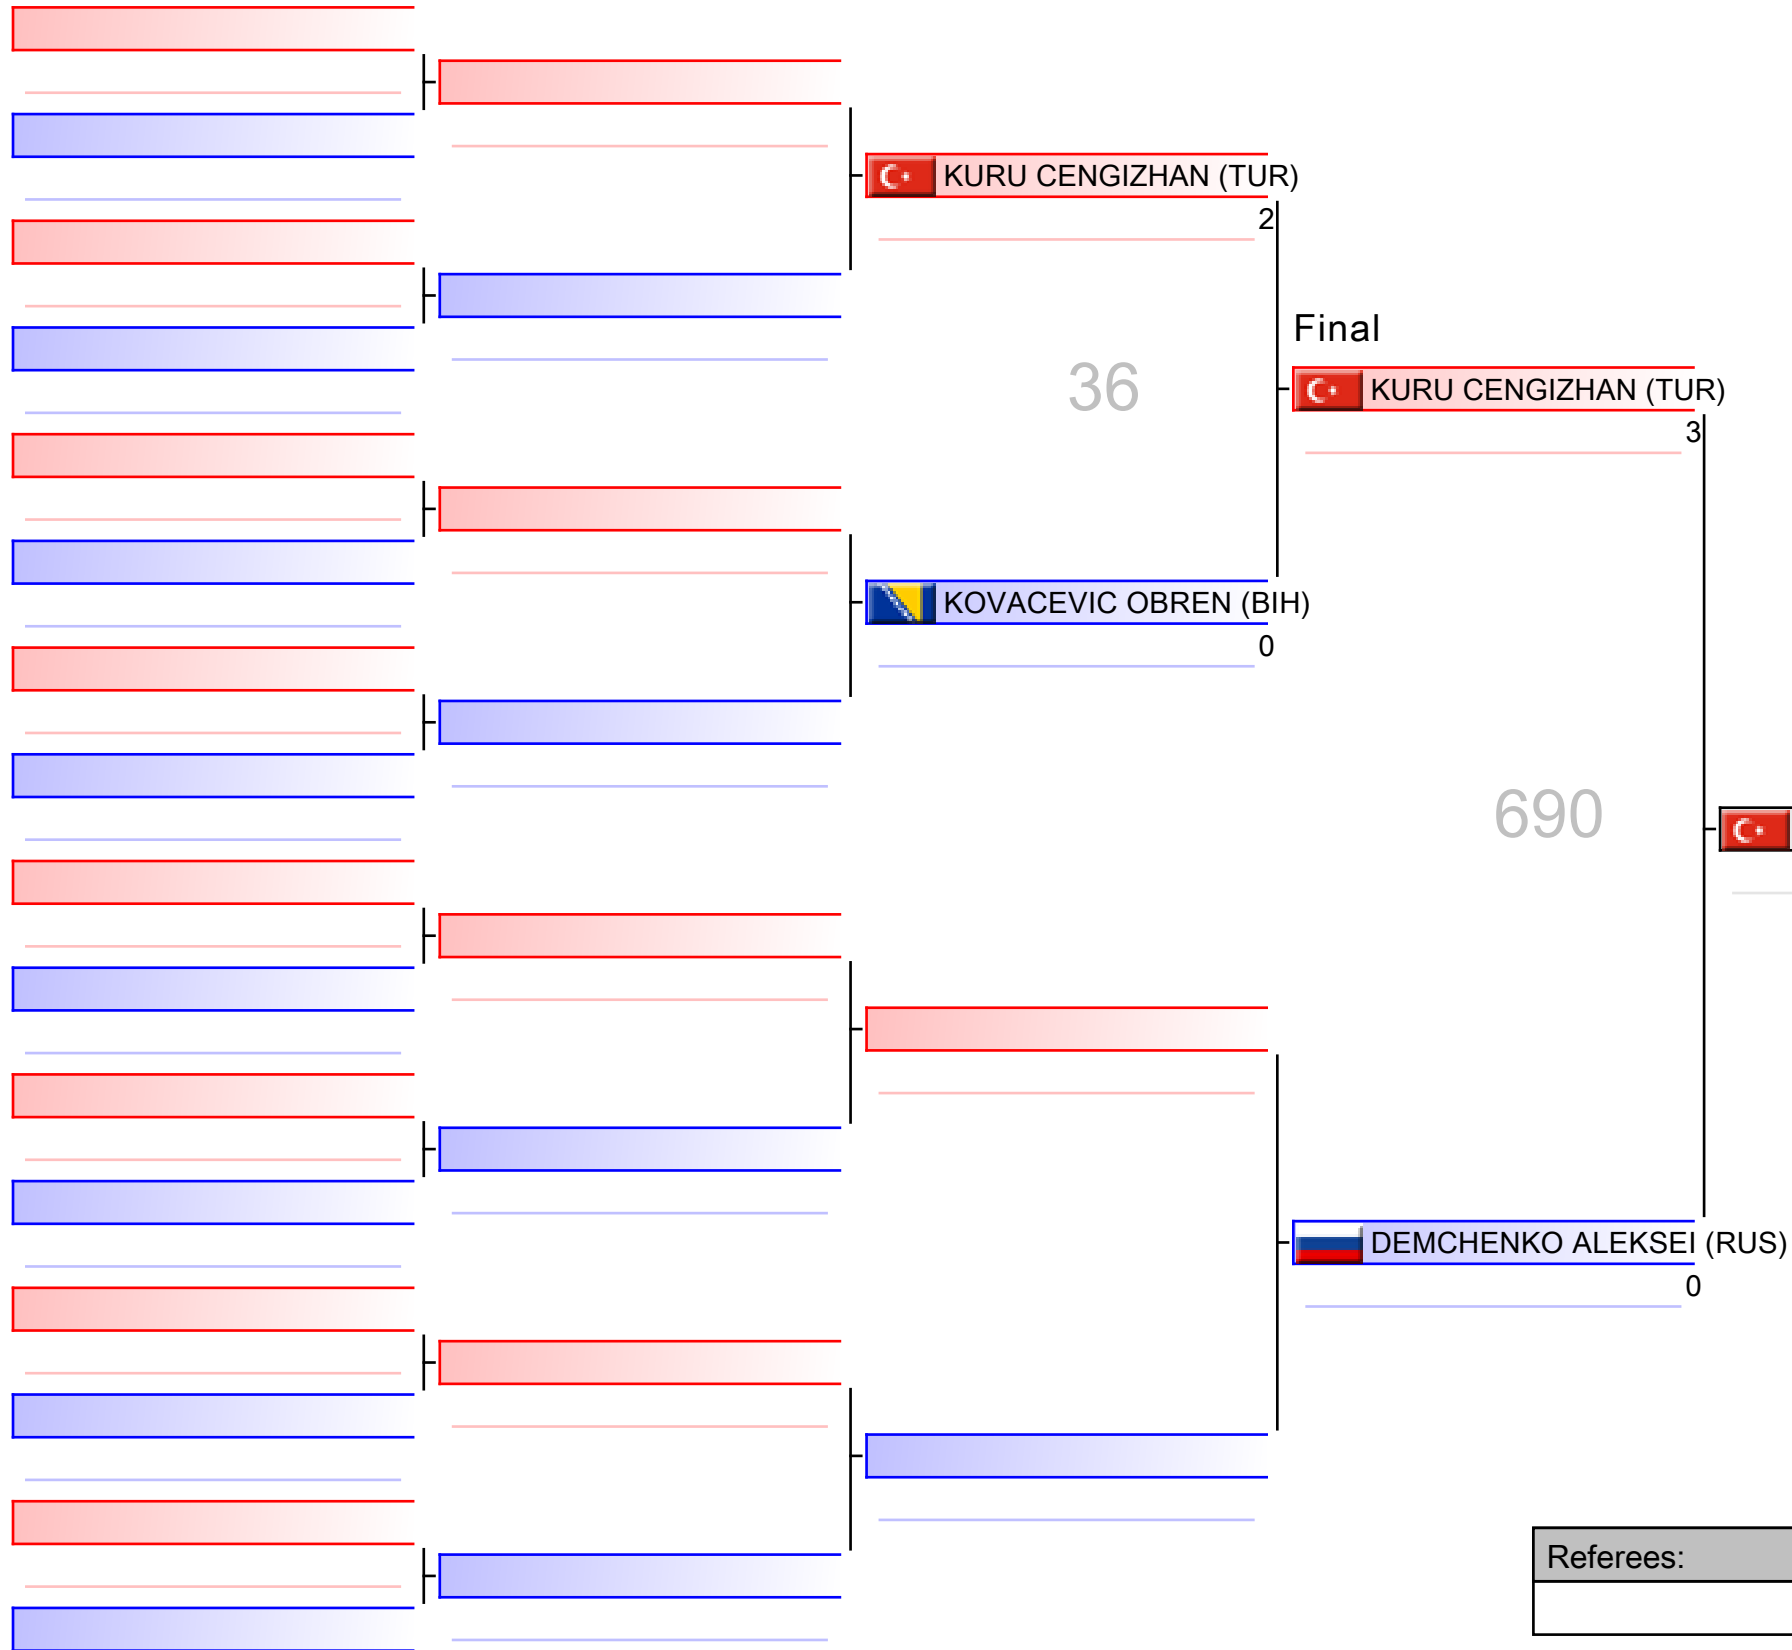 KURU CENGIZHAN (TUR)
2
36
Final
KURU CENGIZHAN (TUR)
3
KOVACEVIC OBREN (BIH)
0
690
DEMCHENKO ALEKSEI (RUS)
0
Referees: